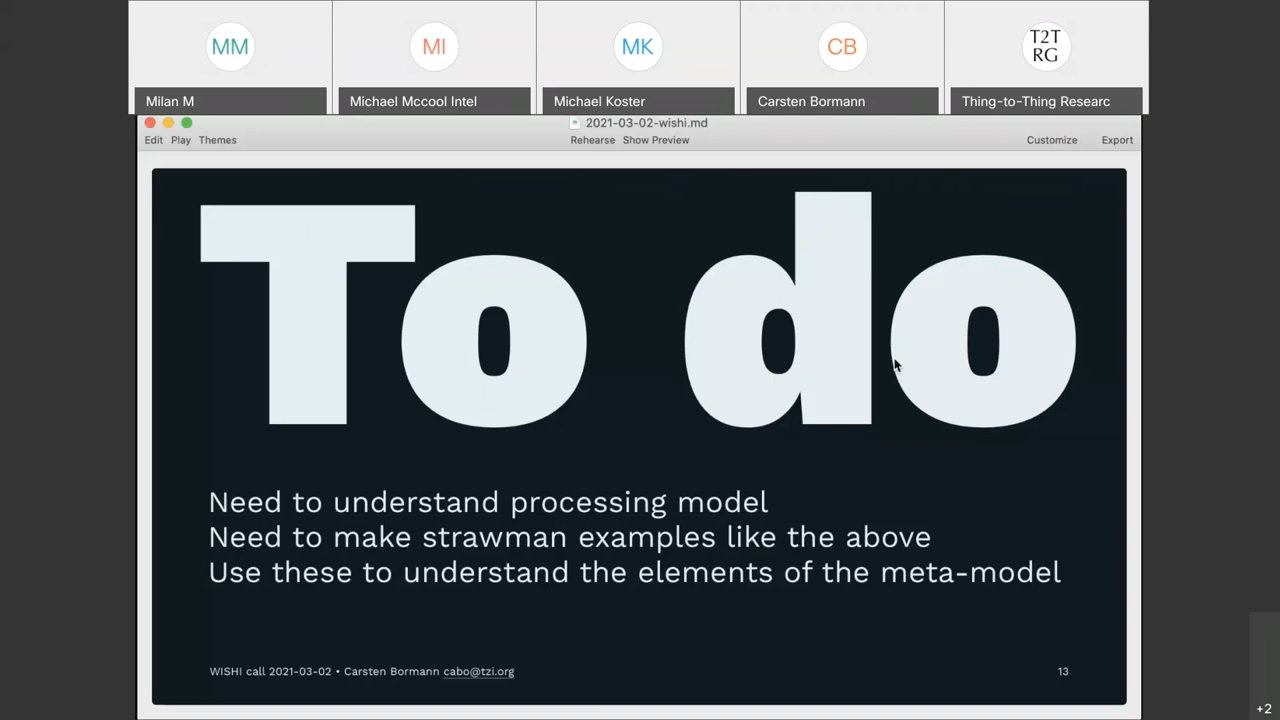 MM
MI
MK
CB
T2T
RG
Milan M
Michael Mccool Intel
Michael Koster
Carsten Bormann
Thing-to-Thing Researc
2021-03-02-wishi.md
Edit Play Themes
Rehearse Show Preview
Customize Export
To do
Need to understand processing model
Need to make strawman examples like the above
Use these to understand the elements of the meta-model
WISHI call 2021-03-02 • Carsten Bormann cabo@tzi.org
13
+2